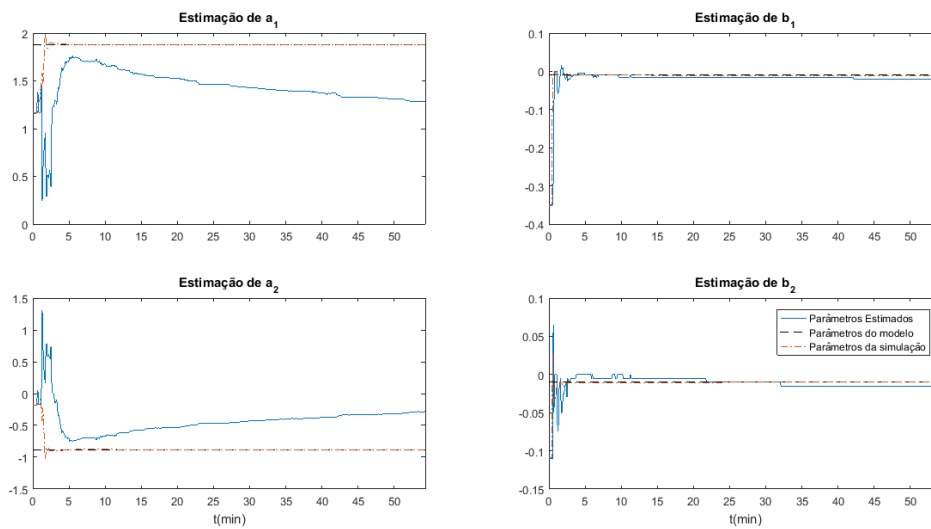 Estimação de a1
2
1.5
1
0.5
0
0 5 10 15 20 25 30 35 40 45 50
Estimação de b1
0.1
0
-0.1
-0.2
-0.3
-0.4
0 5 10 15 20 25 30 35 40 45 50
Estimação de a2
1.5
1
0.5
0
-0.5
-1
-1.5
0 5 10 15 20 25 30 35 40 45 50
t(min)
Estimação de b2
0.1
0.05
0
-0.05
-0.1
-0.15
Parâmetros Estimados
Parâmetros do modelo
Parâmetros da simulação
0 5 10 15 20 25 30 35 40 45 50
t(min)